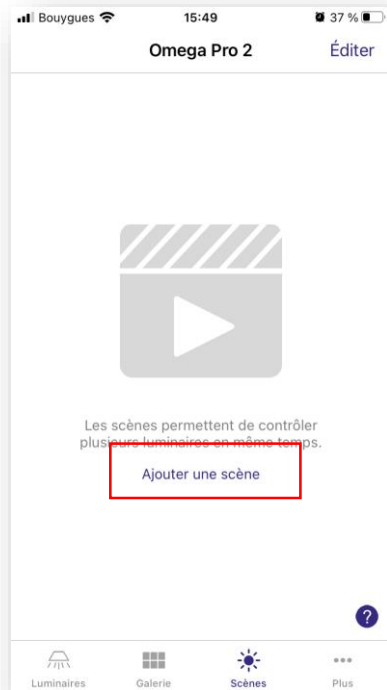 Bouygues 15:49 37 %
Omega Pro 2 Éditer
Les scènes permettent de contrôler
plusieurs luminaires en même temps.
Ajouter une scène
?
Luminaires Galerie Scènes Plus